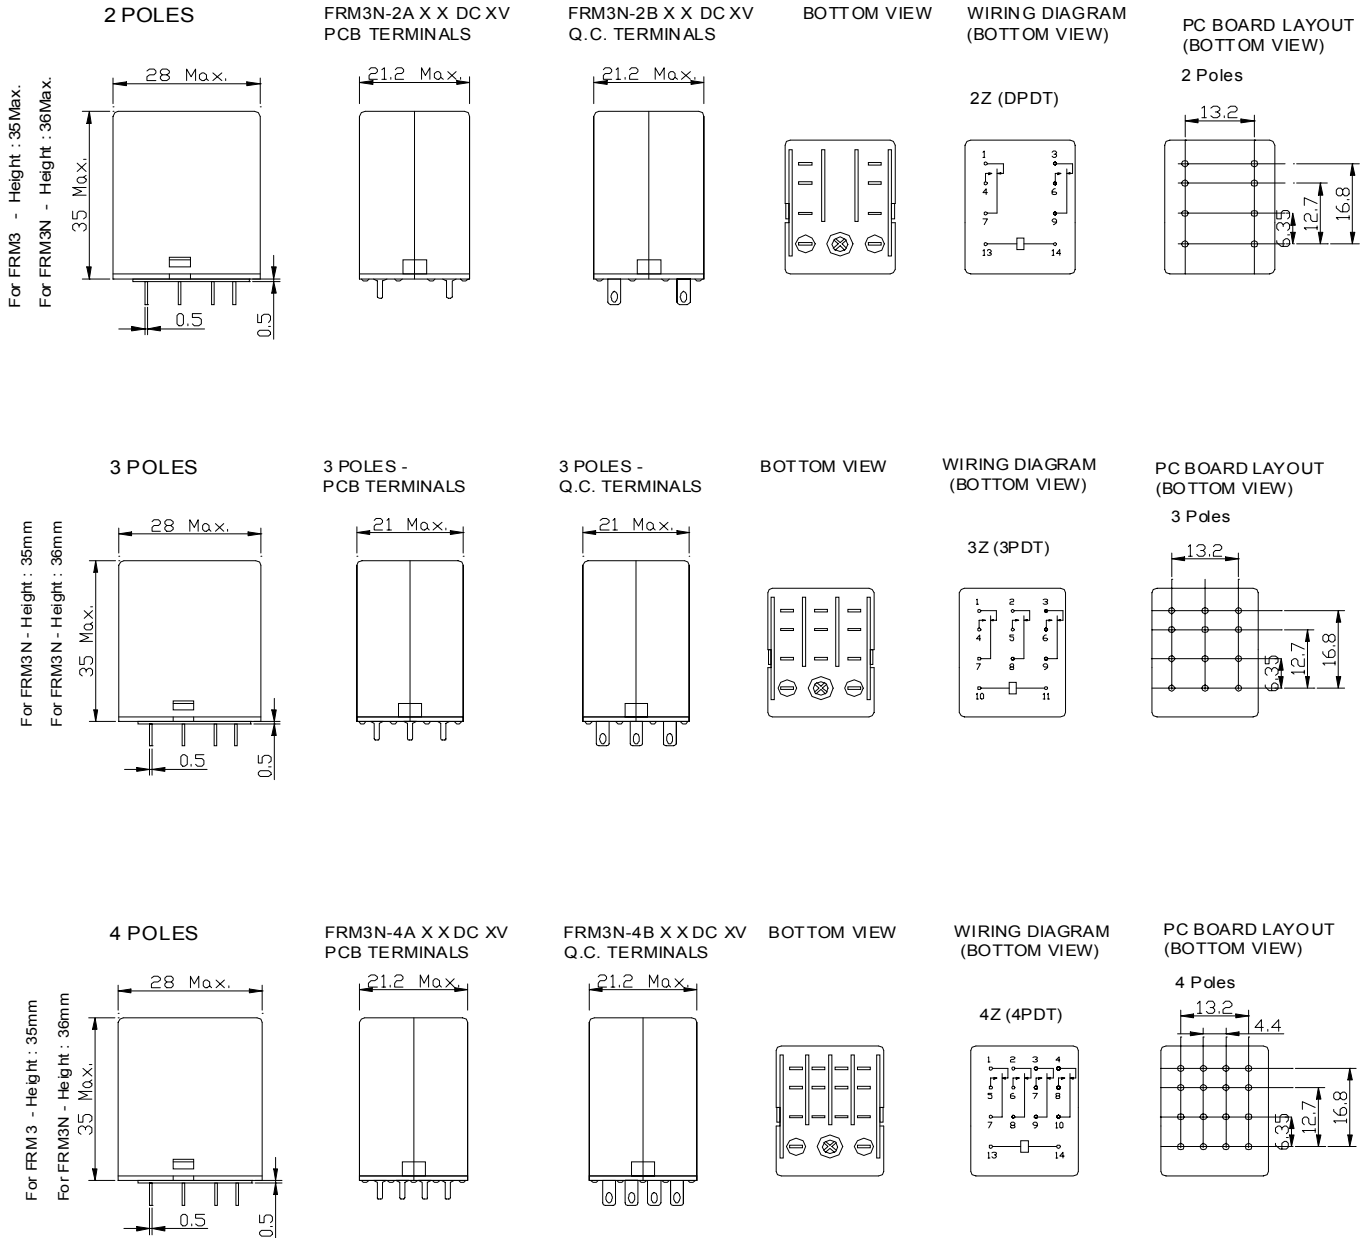 2 POLES
FRM3N-2A X X DC XV
PCB TERMINALS
FRM3N-2B X X DC XV
Q.C. TERMINALS
BOTTOM VIEW
WIRING DIAGRAM
(BOTTOM VIEW)
PC BOARD LAYOUT
(BOTTOM VIEW)
2 Poles
For FRM3 - Height : 35Max.
For FRM3N - Height : 36Max.
28 Max.
35 Max.
0.5
0.5
21.2 Max.
21.2 Max.
2Z (DPDT)
1 3
4 6
7 9
13 14
13.2
6.35
12.7
16.8
3 POLES
3 POLES -
PCB TERMINALS
3 POLES -
Q.C. TERMINALS
BOTTOM VIEW
WIRING DIAGRAM
(BOTTOM VIEW)
PC BOARD LAYOUT
(BOTTOM VIEW)
3 Poles
For FRM3N - Height : 35mm
For FRM3N - Height : 36mm
28 Max.
35 Max.
0.5
0.5
21 Max.
21 Max.
3Z (3PDT)
1 2 3
4 5 6
7 8 9
10 11
13.2
6.35
12.7
16.8
4 POLES
FRM3N-4A X X DC XV
PCB TERMINALS
FRM3N-4B X X DC XV
Q.C. TERMINALS
BOTTOM VIEW
WIRING DIAGRAM
(BOTTOM VIEW)
PC BOARD LAYOUT
(BOTTOM VIEW)
4 Poles
For FRM3 - Height : 35mm
For FRM3N - Height : 36mm
28 Max.
35 Max.
0.5
0.5
21.2 Max.
21.2 Max.
4Z (4PDT)
1 2 3 4
5 6 7 8
7 8 9 10
13 14
13.2
4.4
6.35
12.7
16.8